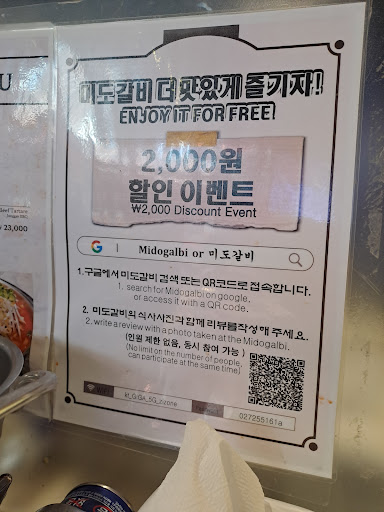 U
미도갈비 더 맛있게 즐기자!
ENJOY IT FOR FREE!
2,000원
할인 이벤트
₩2,000 Discount Event
G Midogalbi or 미도갈비
1.구글에서 미도갈비 검색 또는 QR코드로 접속합니다.
1. search for Midogalbi on google,
or access it with a QR code.
2. 미도갈비의 식사사진과 함께 리뷰를작성해 주세요.
2. write a review with a photo taken at the Midogalbi.
(인원 제한 없음, 동시 참여 가능)
(No limit on the number of people,
can participate at the same time)
23,000
027255161a